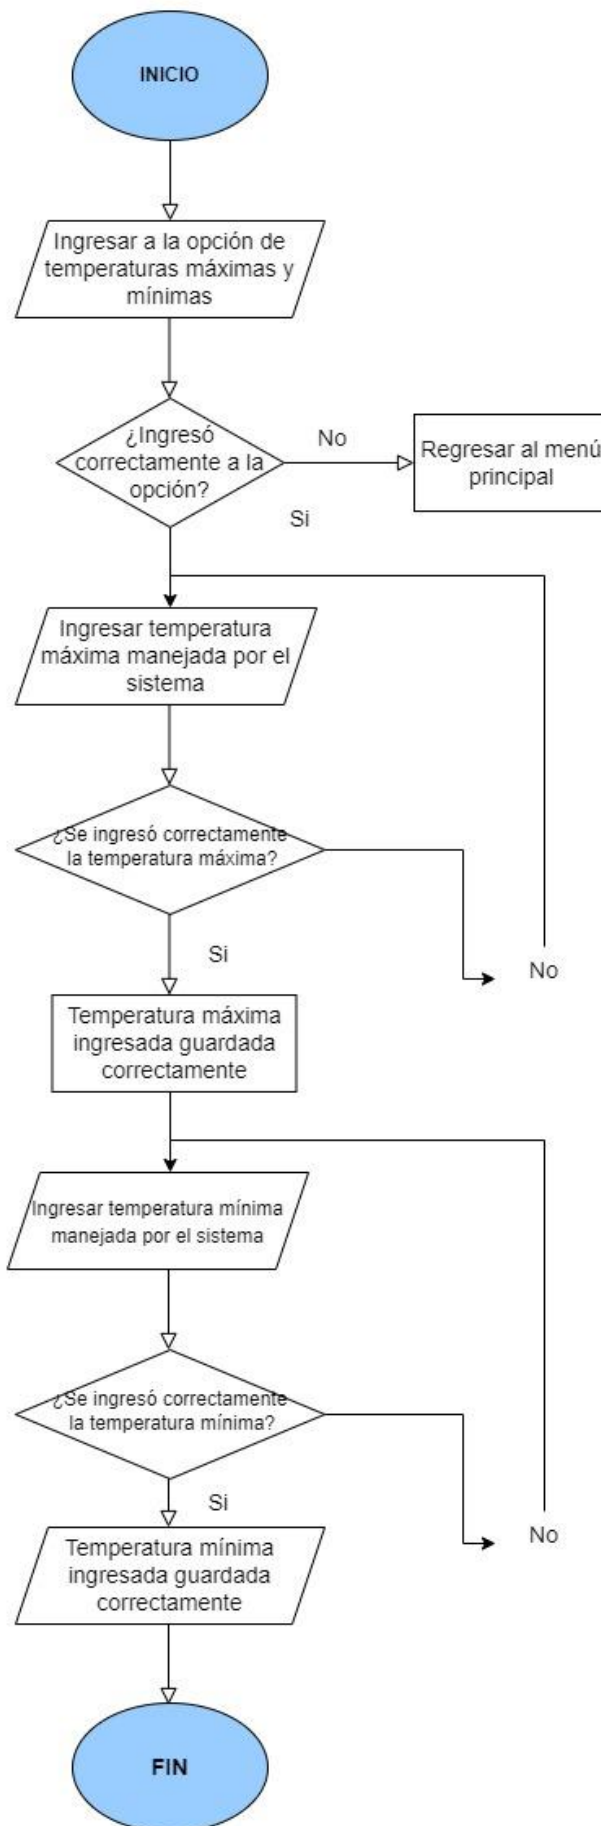 INICIO
Ingresar a la opción de
temperaturas máximas y
mínimas
¿Ingresó
correctamente a la
opción?
No
Regresar al menú
principal
Si
Ingresar temperatura
máxima manejada por el
sistema
¿Se ingresó correctamente
la temperatura máxima?
Si
No
Temperatura máxima
ingresada guardada
correctamente
Ingresar temperatura mínima
manejada por el sistema
¿Se ingresó correctamente
la temperatura mínima?
Si
No
Temperatura mínima
ingresada guardada
correctamente
FIN